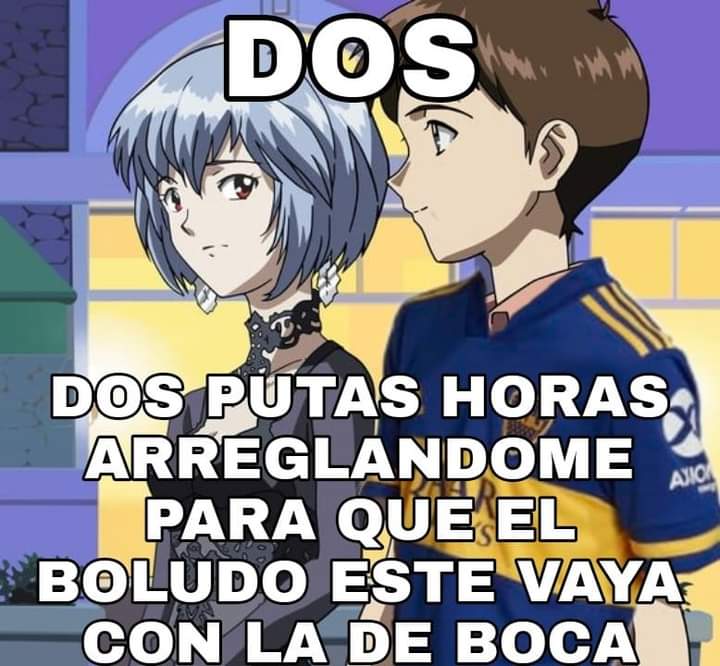 DOS
DOS PUTAS HORAS
ARREGLANDOME
PARA QUE EL
BOLUDO ESTE VAYA
CON LA DE BOCA